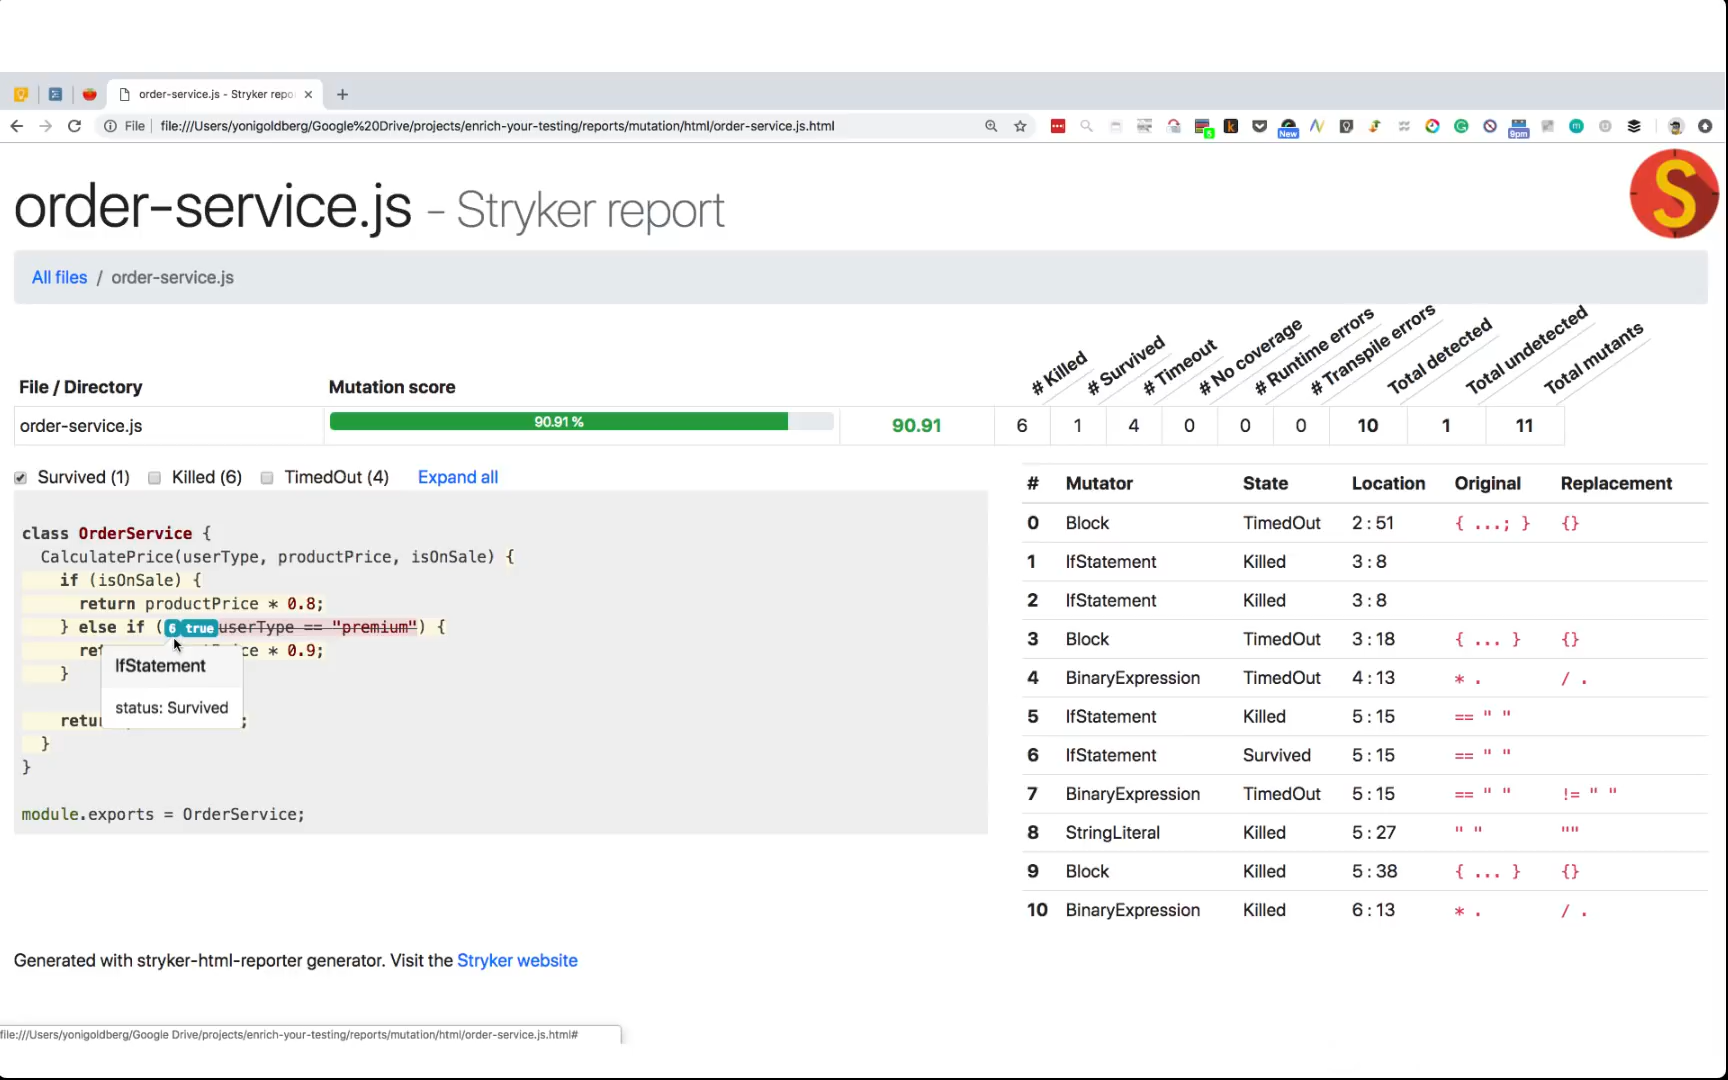 order-service.js - Stryker repo
File
file:///Users/yonigoldberg/Google%20Drive/projects/enrich-your-testing/reports/mutation/html/order-service.js.html
5
k
New
9pm
m
order-service.js - Stryker report
S
All files / order-service.js
File / Directory Mutation score # Killed # Survived # Timeout # No coverage # Runtime errors # Transpile errors Total detected Total undetected Total mutants
order-service.js 90.91 % 90.91 6 1 4 0 0 0 10 1 11
Survived (1) Killed (6) TimedOut (4) Expand all
class OrderService {
CalculatePrice(userType, productPrice, isOnSale) {
if (isOnSale) {
return productPrice * 0.8;
} else if (6 true userType == "premium") {
ret ce * 0.9;
}
IfStatement
status: Survived
retu ;
}
}
module.exports = OrderService;
# Mutator State Location Original Replacement
0 Block TimedOut 2 : 51 { ...; } {}
1 IfStatement Killed 3 : 8
2 IfStatement Killed 3 : 8
3 Block TimedOut 3 : 18 { ... } {}
4 BinaryExpression TimedOut 4 : 13 * . / .
5 IfStatement Killed 5 : 15 == " "
6 IfStatement Survived 5 : 15 == " "
7 BinaryExpression TimedOut 5 : 15 == " " != " "
8 StringLiteral Killed 5 : 27 " " ""
9 Block Killed 5 : 38 { ... } {}
10 BinaryExpression Killed 6 : 13 * . / .
Generated with stryker-html-reporter generator. Visit the Stryker website
file:///Users/yonigoldberg/Google Drive/projects/enrich-your-testing/reports/mutation/html/order-service.js.html#